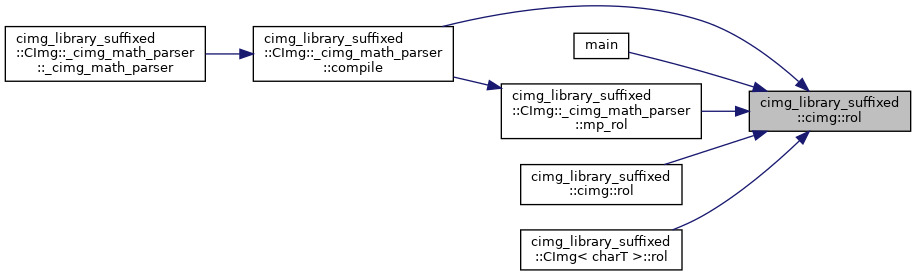 cimg_library_suffixed
::CImg::_cimg_math_parser
::_cimg_math_parser
cimg_library_suffixed
::CImg::_cimg_math_parser
::compile
main
cimg_library_suffixed
::CImg::_cimg_math_parser
::mp_rol
cimg_library_suffixed
::cimg::rol
cimg_library_suffixed
::CImg< charT >::rol
cimg_library_suffixed
::cimg::rol